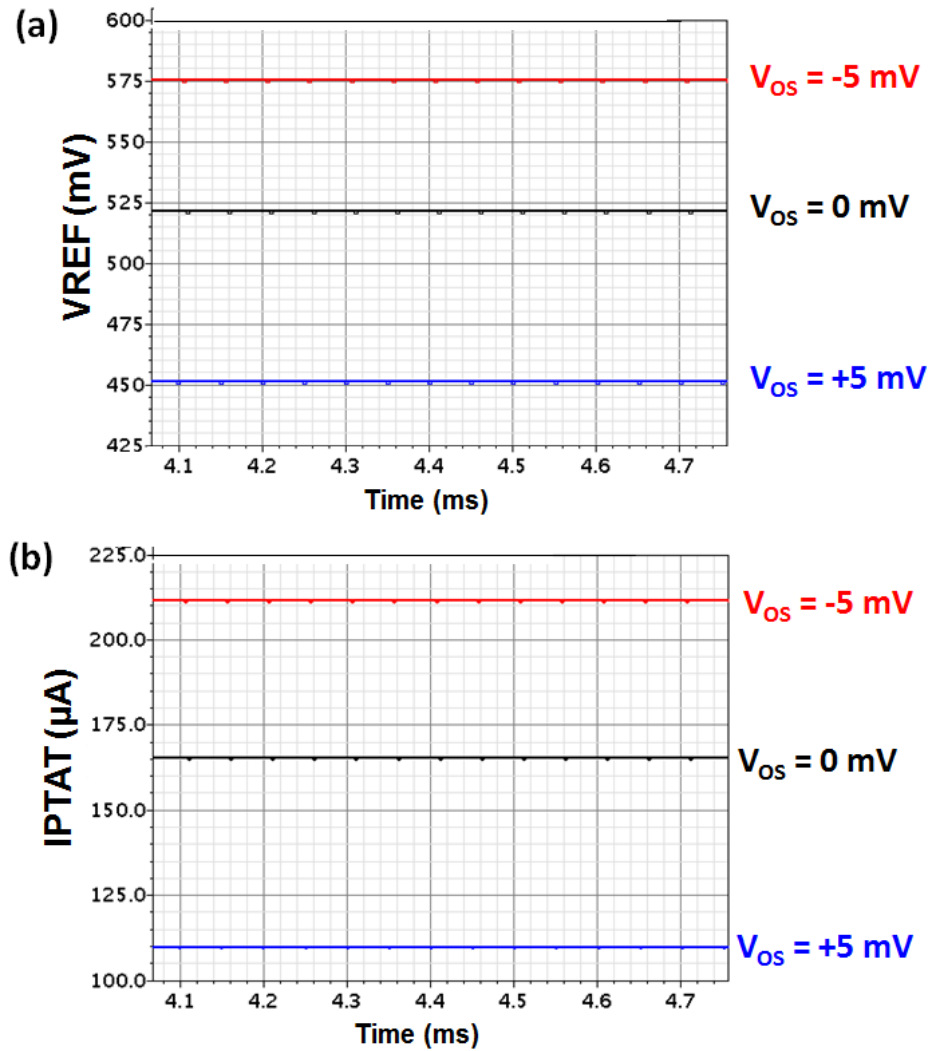 (a)
VREF (mV)
600
575
550
525
500
475
450
425
4.1 4.2 4.3 4.4 4.5 4.6 4.7
Time (ms)
VOS = -5 mV
VOS = 0 mV
VOS = +5 mV
(b)
IPTAT (µA)
225.0
200.0
175.0
150.0
125.0
100.0
4.1 4.2 4.3 4.4 4.5 4.6 4.7
Time (ms)
VOS = -5 mV
VOS = 0 mV
VOS = +5 mV